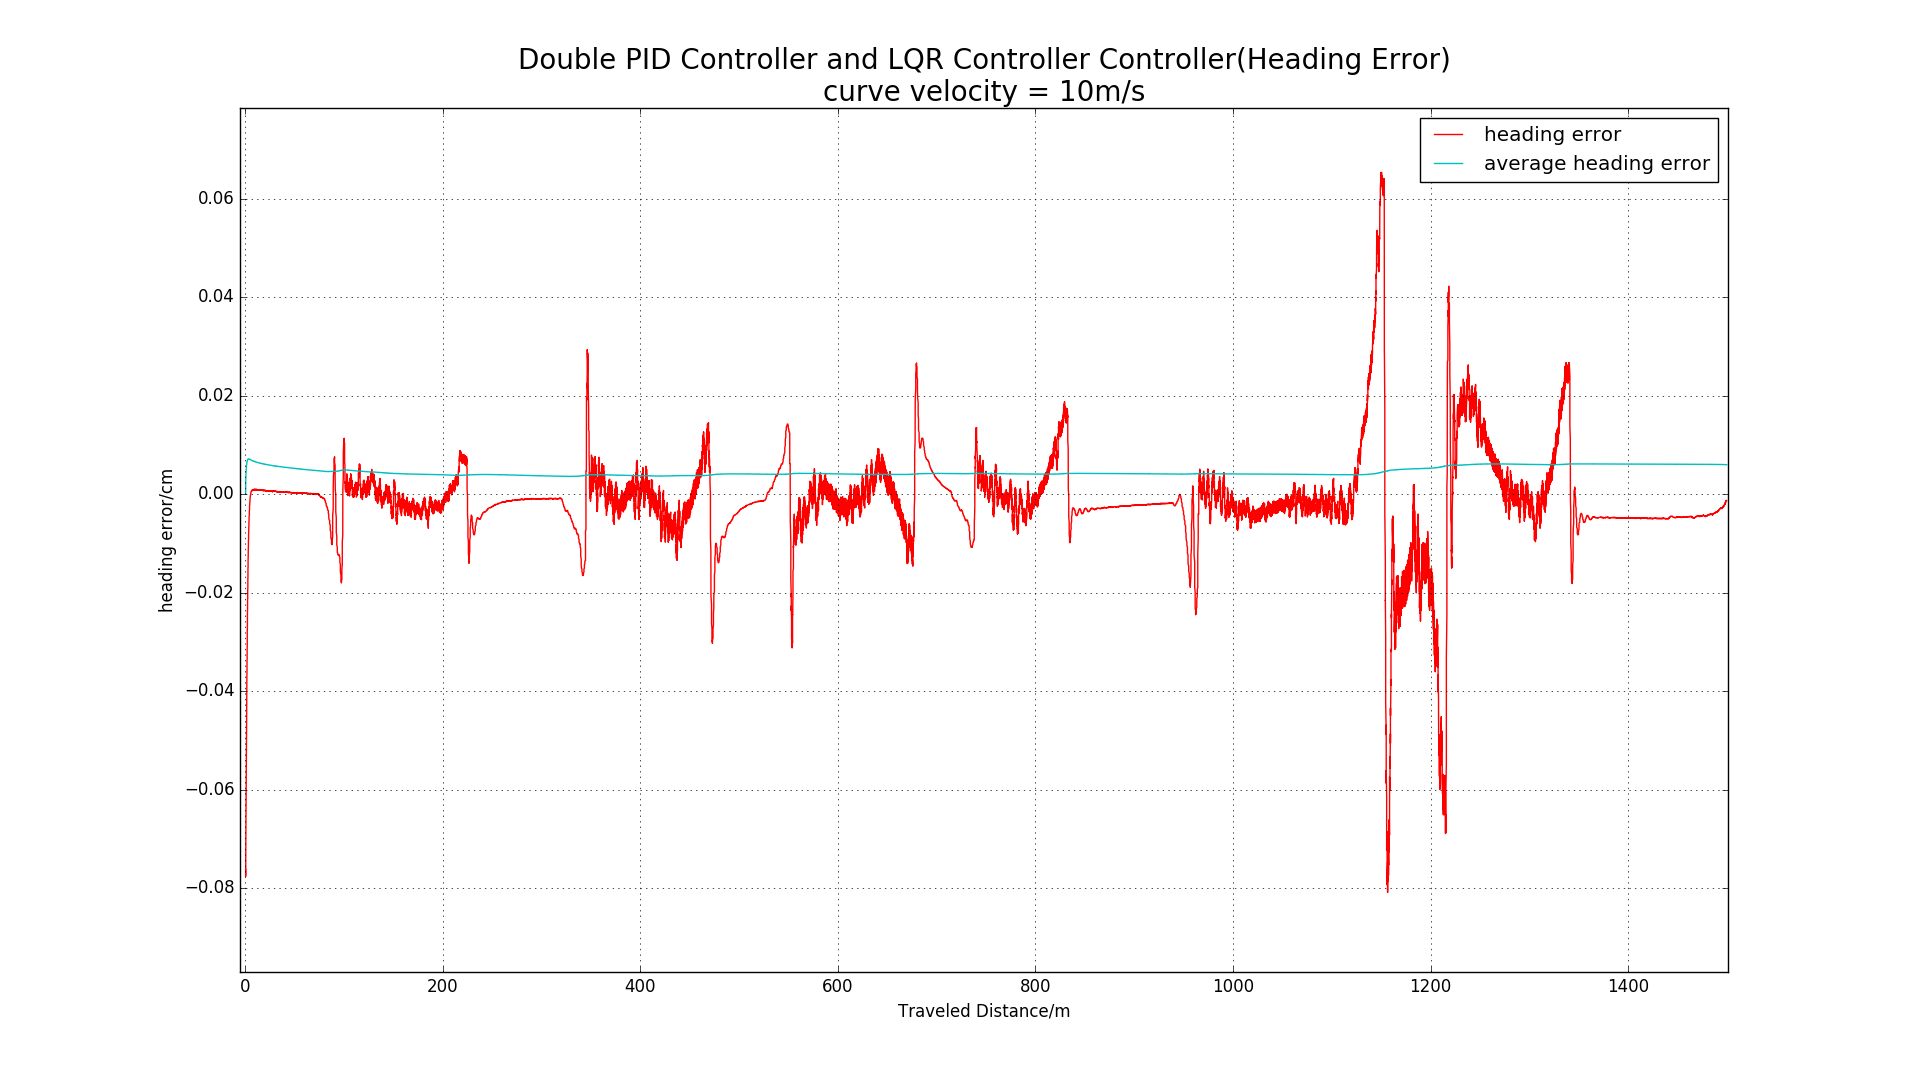 Double PID Controller and LQR Controller Controller(Heading Error)
curve velocity = 10m/s
heading error
average heading error
0.06
0.04
0.02
0.00
−0.02
−0.04
−0.06
−0.08
heading error/cm
0 200 400 600 800 1000 1200 1400
Traveled Distance/m